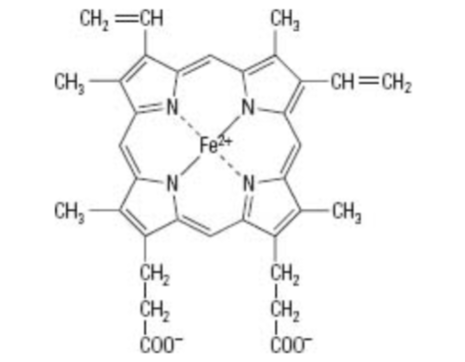 CH₂=CH CH₃
CH₃ CH=CH₂
N N
Fe²⁺
N N
CH₃ CH₃
CH₂ CH₂
CH₂ CH₂
COO⁻ COO⁻